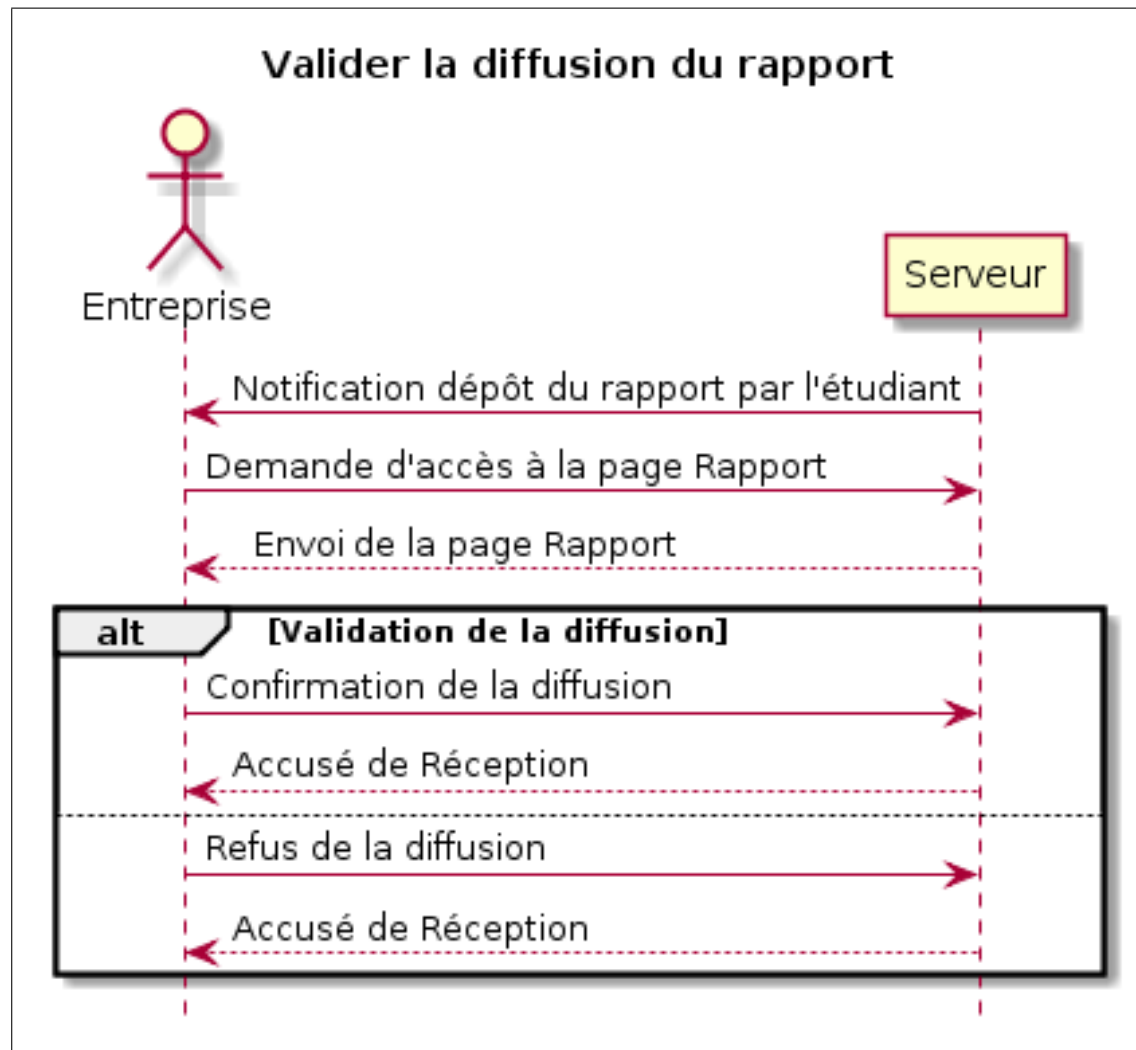 Valider la diffusion du rapport
Entreprise
Serveur
Notification dépôt du rapport par l'étudiant
Demande d'accès à la page Rapport
Envoi de la page Rapport
alt [Validation de la diffusion]
Confirmation de la diffusion
Accusé de Réception
Refus de la diffusion
Accusé de Réception